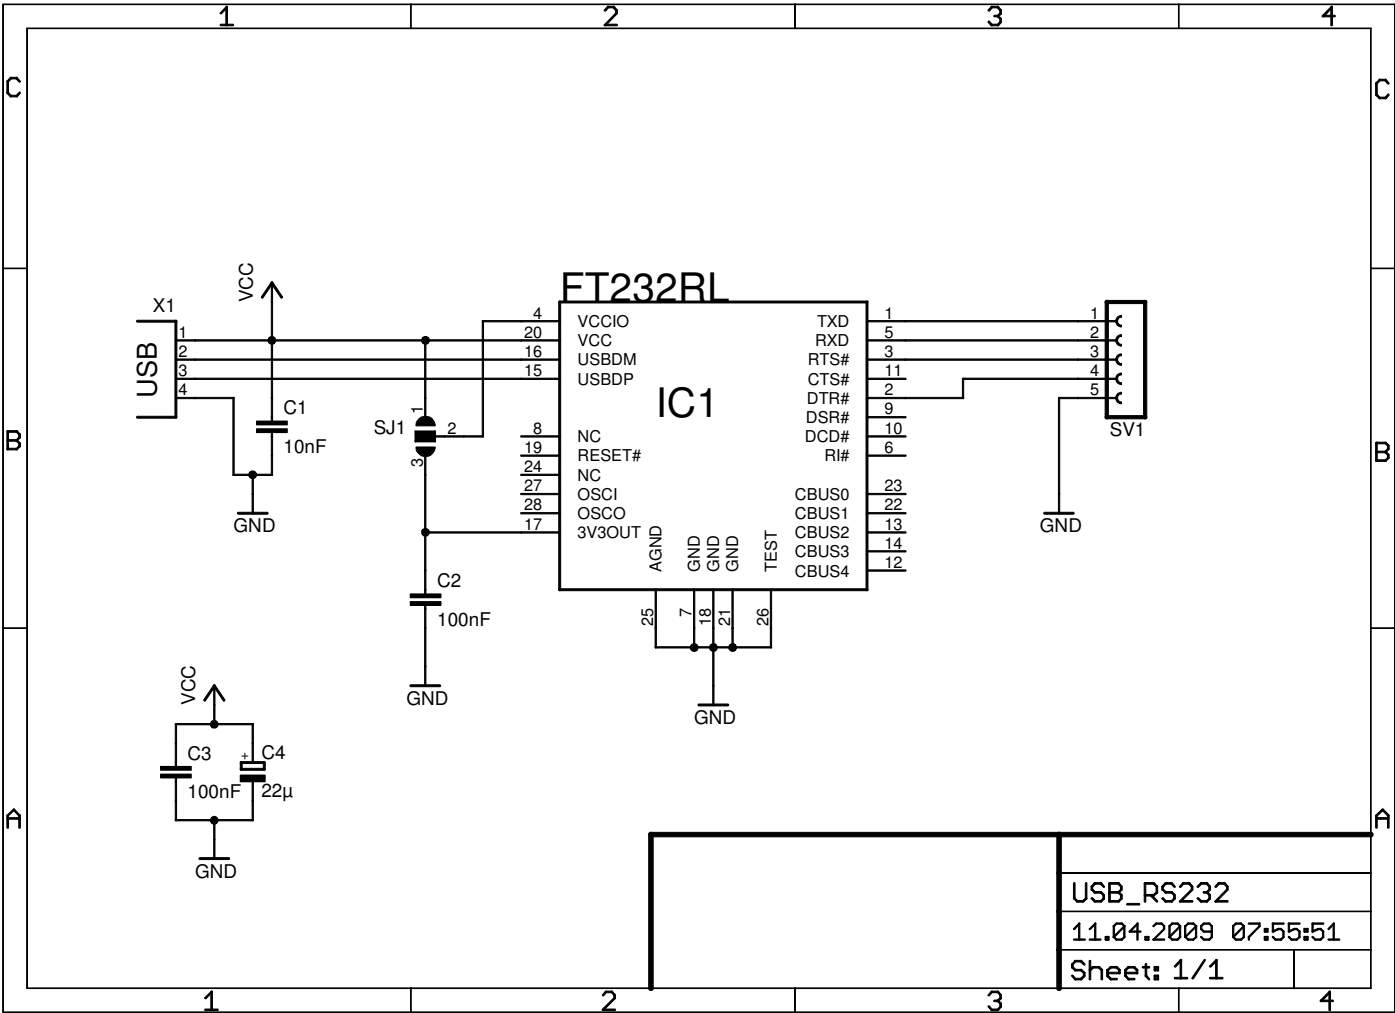 1 2 3 4
C C
FT232RL
VCC
X1
USB
1
2
3
4
C1
10nF
GND
SJ1
1
2
3
4 VCCIO
20 VCC
16 USBDM
15 USBDP
8 NC
19 RESET#
24 NC
27 OSCI
28 OSCO
17 3V3OUT
IC1
TXD 1
RXD 5
RTS# 3
CTS# 11
DTR# 2
DSR# 9
DCD# 10
RI# 6
CBUS0 23
CBUS1 22
CBUS2 13
CBUS3 14
CBUS4 12
AGND GND GND GND TEST
25 7 18 21 26
GND
1
2
3
4
5
SV1
GND
B B
C2
100nF
GND
VCC
C3
100nF
+
C4
22µ
GND
A A
USB_RS232
11.04.2009 07:55:51
Sheet: 1/1
1 2 3 4